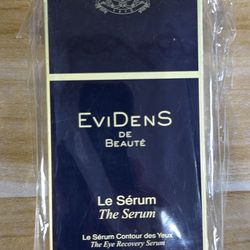 EVIDENS
DE
BEAUTÉ
Le Sérum
The Serum
Le Sérum Contour des Yeux
The Eye Recovery Serum